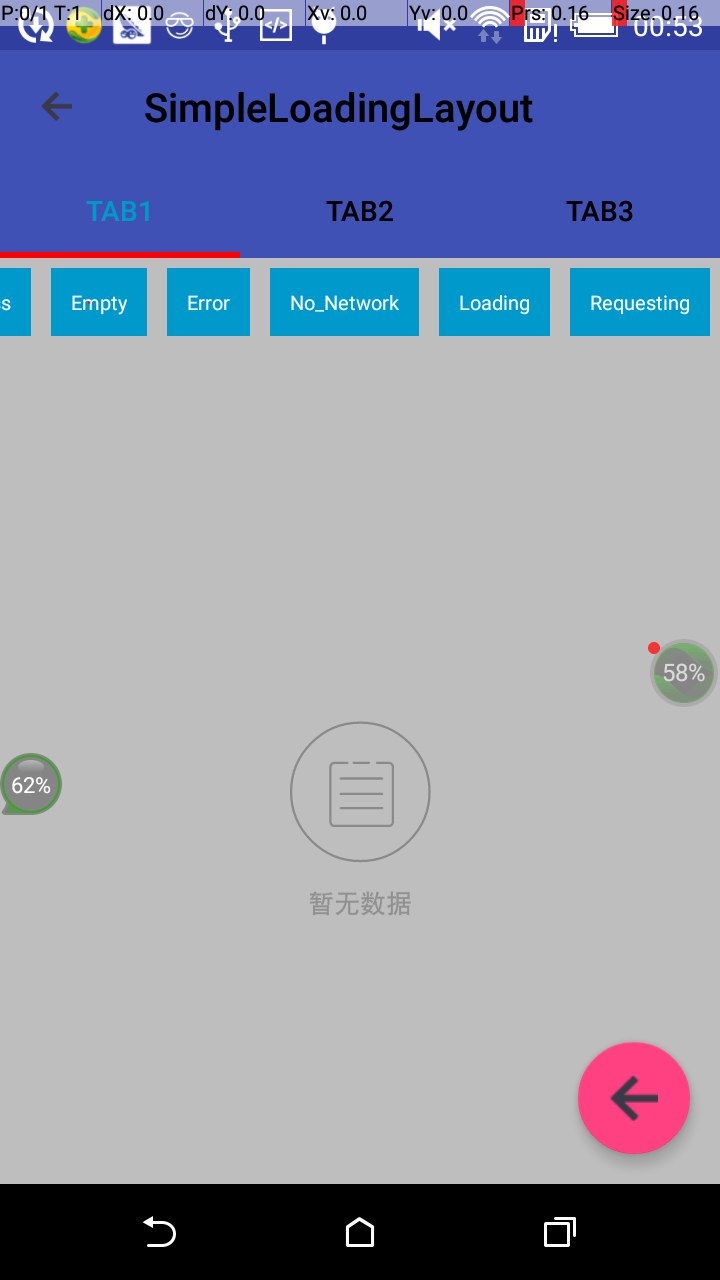 P:0/1 T:1 dX: 0.0 dY: 0.0 Xv: 0.0 Yv: 0.0 Prs: 0.16 Size: 0.16
00:53
SimpleLoadingLayout
TAB1 TAB2 TAB3
s Empty Error No_Network Loading Requesting
58%
62%
暂无数据